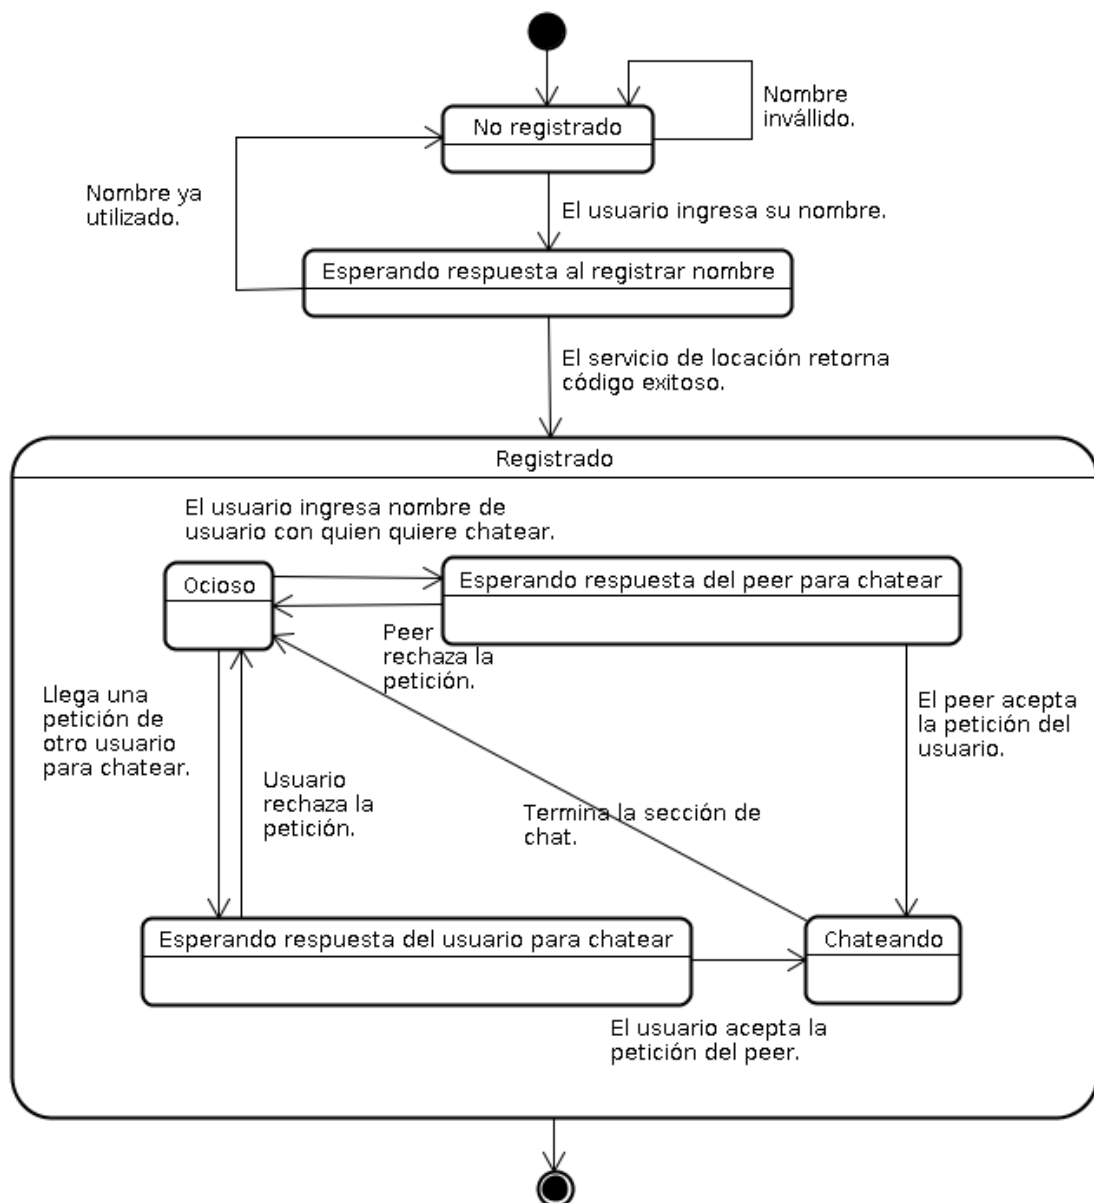 No registrado
Nombre
invállido.
Nombre ya
utilizado.
El usuario ingresa su nombre.
Esperando respuesta al registrar nombre
El servicio de locación retorna
código exitoso.
Registrado
El usuario ingresa nombre de
usuario con quien quiere chatear.
Ocioso
Esperando respuesta del peer para chatear
Peer
rechaza la
petición.
Llega una
petición de
otro usuario
para chatear.
El peer acepta
la petición del
usuario.
Usuario
rechaza la
petición.
Termina la sección de
chat.
Esperando respuesta del usuario para chatear
Chateando
El usuario acepta la
petición del peer.